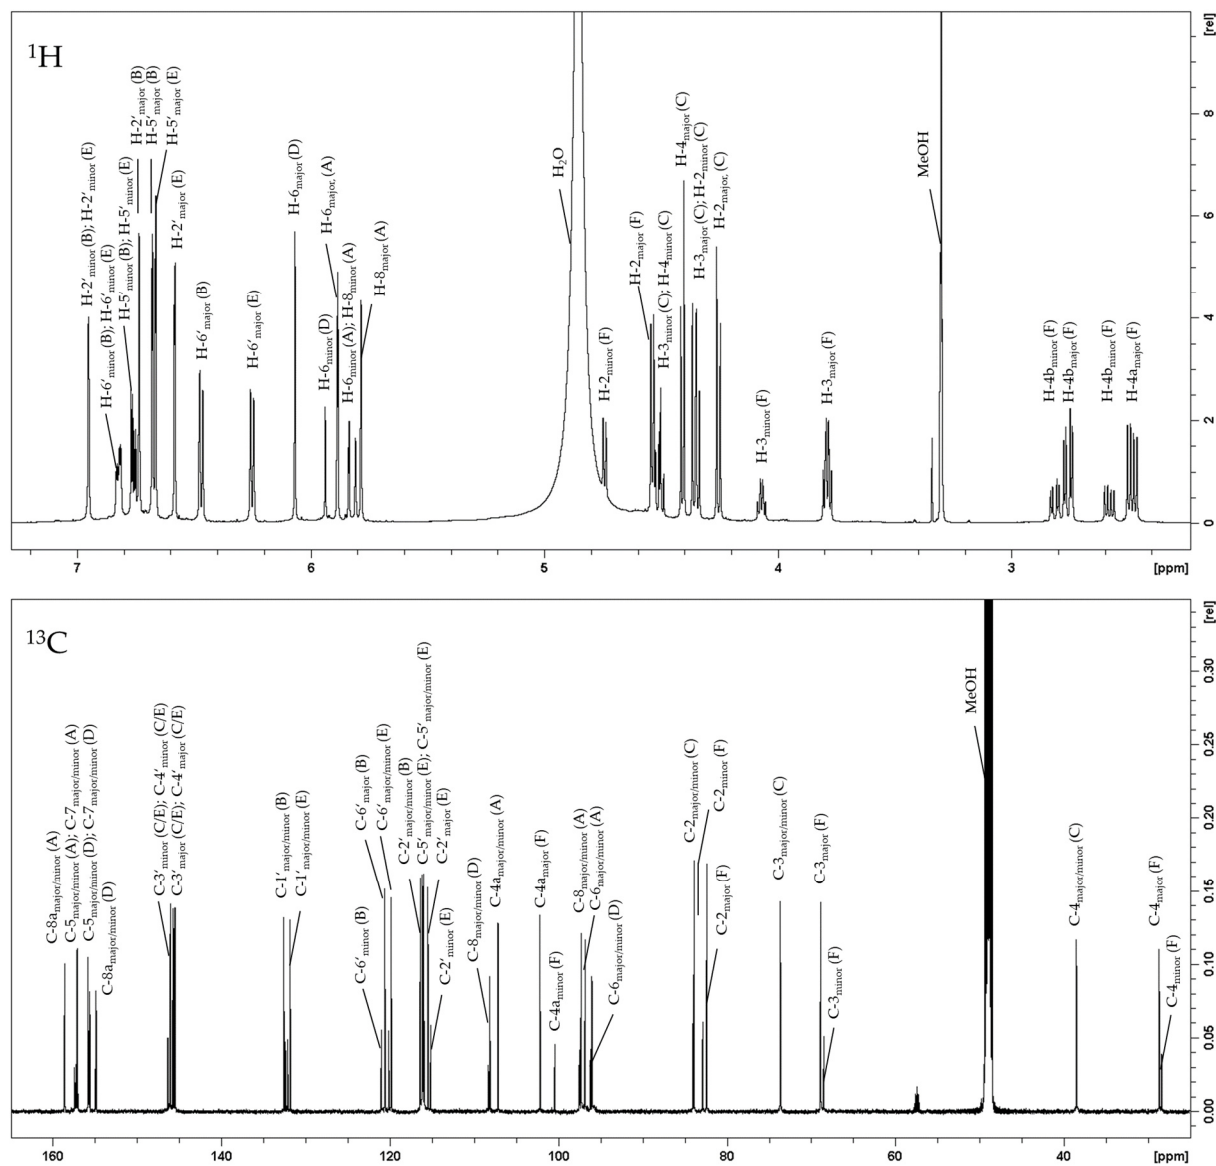 ¹H
H-2′minor (B); H-2′minor (E)
H-6′minor (B); H-6′minor (E)
H-5′minor (B); H-5′minor (E)
H-2′major (B)
H-5′major (B)
H-5′major (E)
H-2′major (E)
H-6′major (B)
H-6′major (E)
H-6major (D)
H-6minor (D)
H-6major, (A)
H-6minor (A); H-8minor (A)
H-8major (A)
H₂O
H-2minor (F)
H-2major (F)
H-3minor (C); H-4minor (C)
H-4major (C)
H-3major (C); H-2minor (C)
H-2major, (C)
H-3minor (F)
H-3major (F)
MeOH
H-4bminor (F)
H-4bmajor (F)
H-4bminor (F)
H-4amajor (F)
[rel]
8
6
4
2
0
7 6 5 4 3 [ppm]
¹³C
C-8amajor/minor (A)
C-5major/minor (A); C-7major/minor (A)
C-5major/minor (D); C-7major/minor (D)
C-8amajor/minor (D)
C-3′minor (C/E); C-4′minor (C/E)
C-3′major (C/E); C-4′major (C/E)
C-1′major/minor (B)
C-1′major/minor (E)
C-6′minor (B)
C-6′major (B)
C-6′major/minor (E)
C-2′major/minor (B)
C-5′major/minor (E); C-5′major/minor (E)
C-2′major (E)
C-2′minor (E)
C-8major/minor (D)
C-4amajor/minor (A)
C-4amajor (F)
C-4aminor (F)
C-8major/minor (A)
C-6major/minor (A)
C-6major/minor (D)
C-2major/minor (C)
C-2minor (F)
C-2major (F)
C-3major/minor (C)
C-3major (F)
C-3minor (F)
MeOH
C-4major/minor (C)
C-4major (F)
C-4minor (F)
[rel]
0.30
0.25
0.20
0.15
0.10
0.05
0.00
160 140 120 100 80 60 40 [ppm]